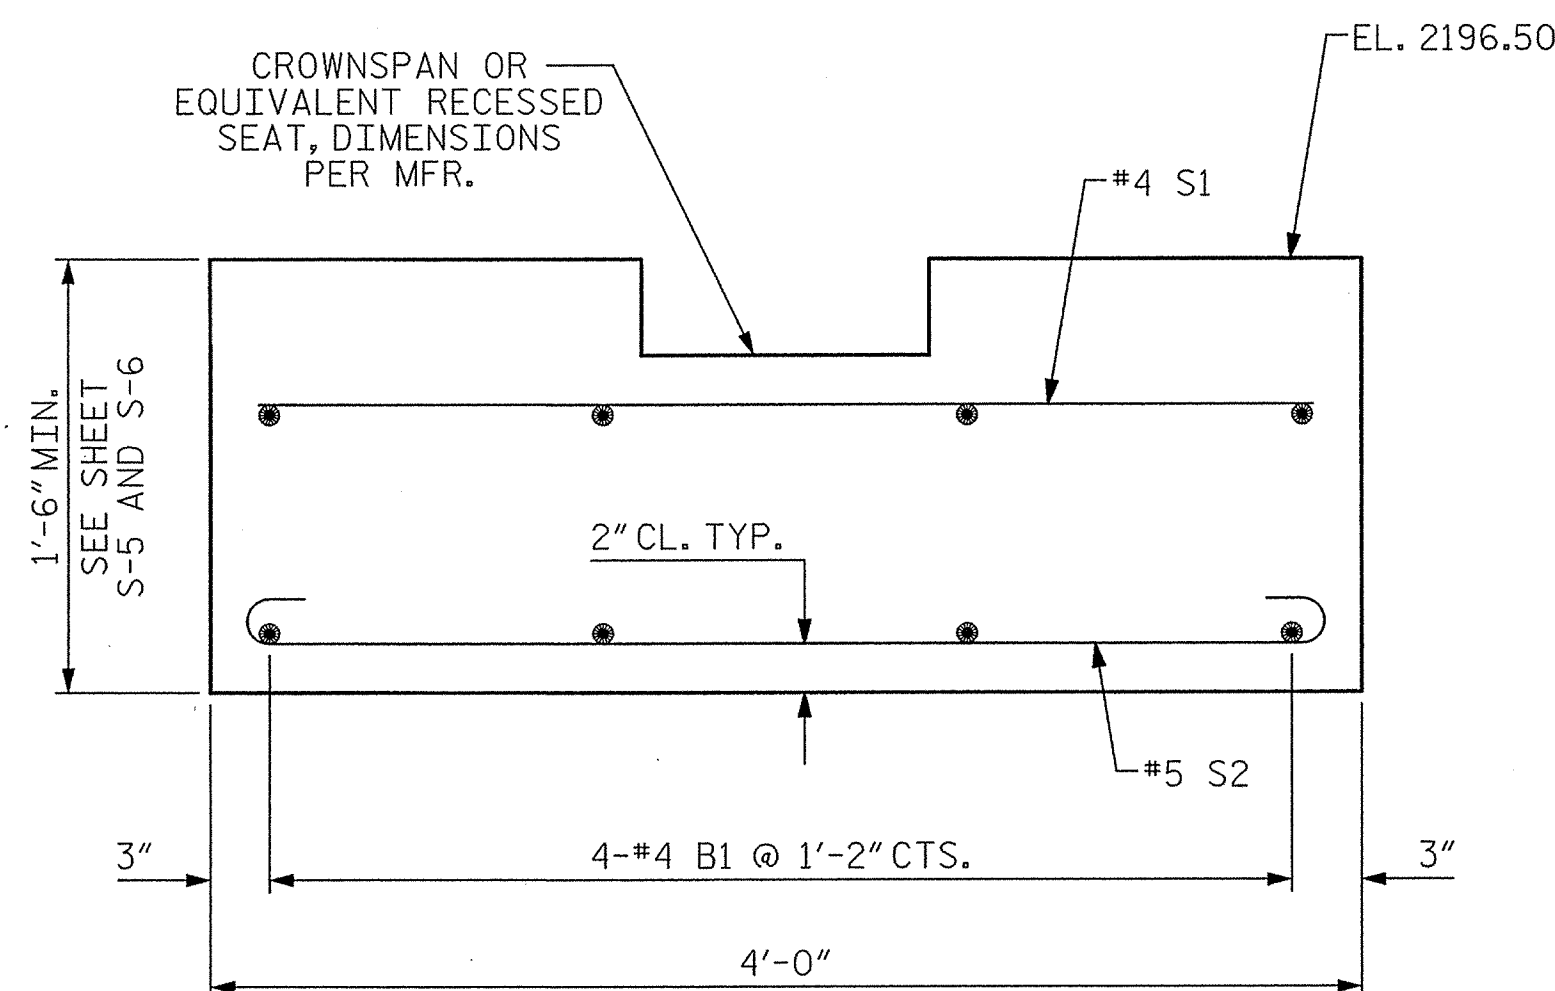 EL. 2196.50
CROWNSPAN OR
EQUIVALENT RECESSED
SEAT, DIMENSIONS
PER MFR.
#4 S1
1'-6" MIN.
SEE SHEET
S-5 AND S-6
2" CL. TYP.
#5 S2
3"
4-#4 B1 @ 1'-2" CTS.
3"
4'-0"